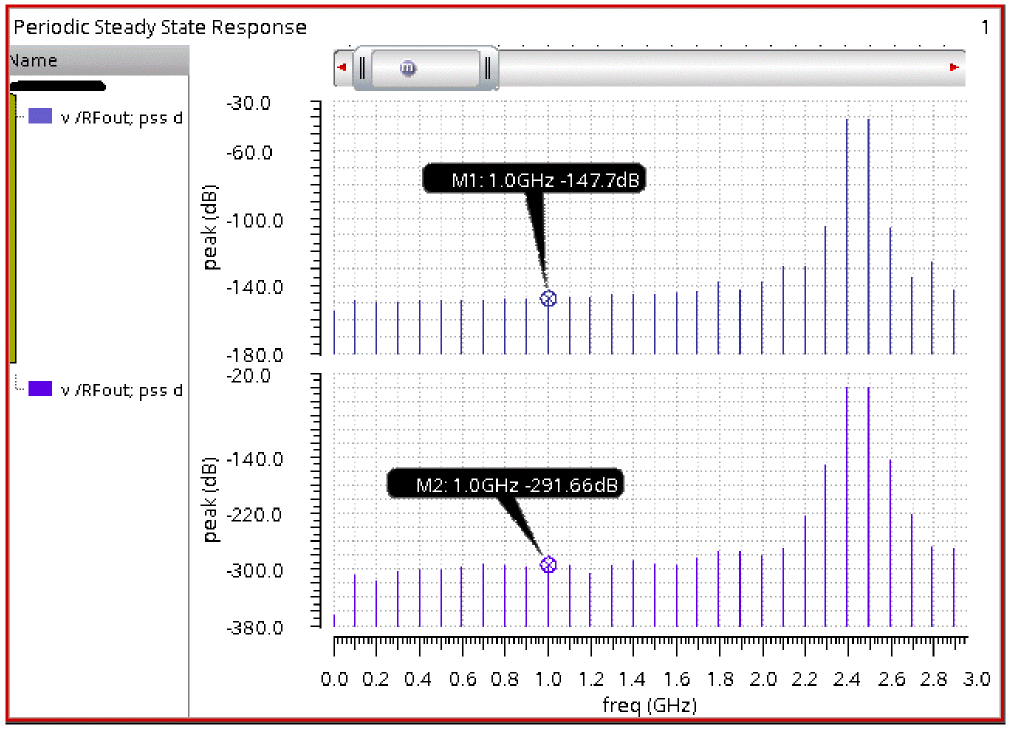 Periodic Steady State Response
1
Name
v /RFout; pss d
-30.0
-60.0
-100.0
-140.0
-180.0
peak (dB)
M1: 1.0GHz -147.7dB
v /RFout; pss d
-20.0
-140.0
-220.0
-300.0
-380.0
peak (dB)
M2: 1.0GHz -291.66dB
0.0 0.2 0.4 0.6 0.8 1.0 1.2 1.4 1.6 1.8 2.0 2.2 2.4 2.6 2.8 3.0
freq (GHz)